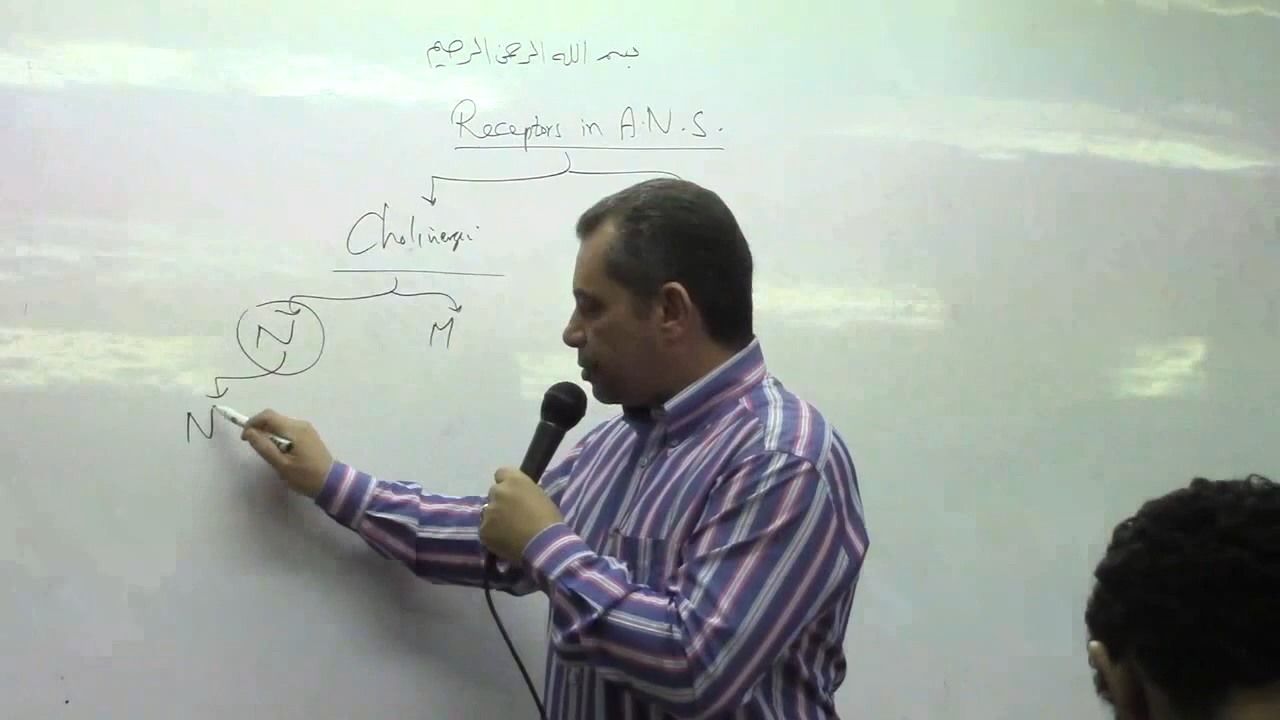 بسم الله الرحمن الرحيم
Receptors in A.N.S.
Cholinergic
N M
N